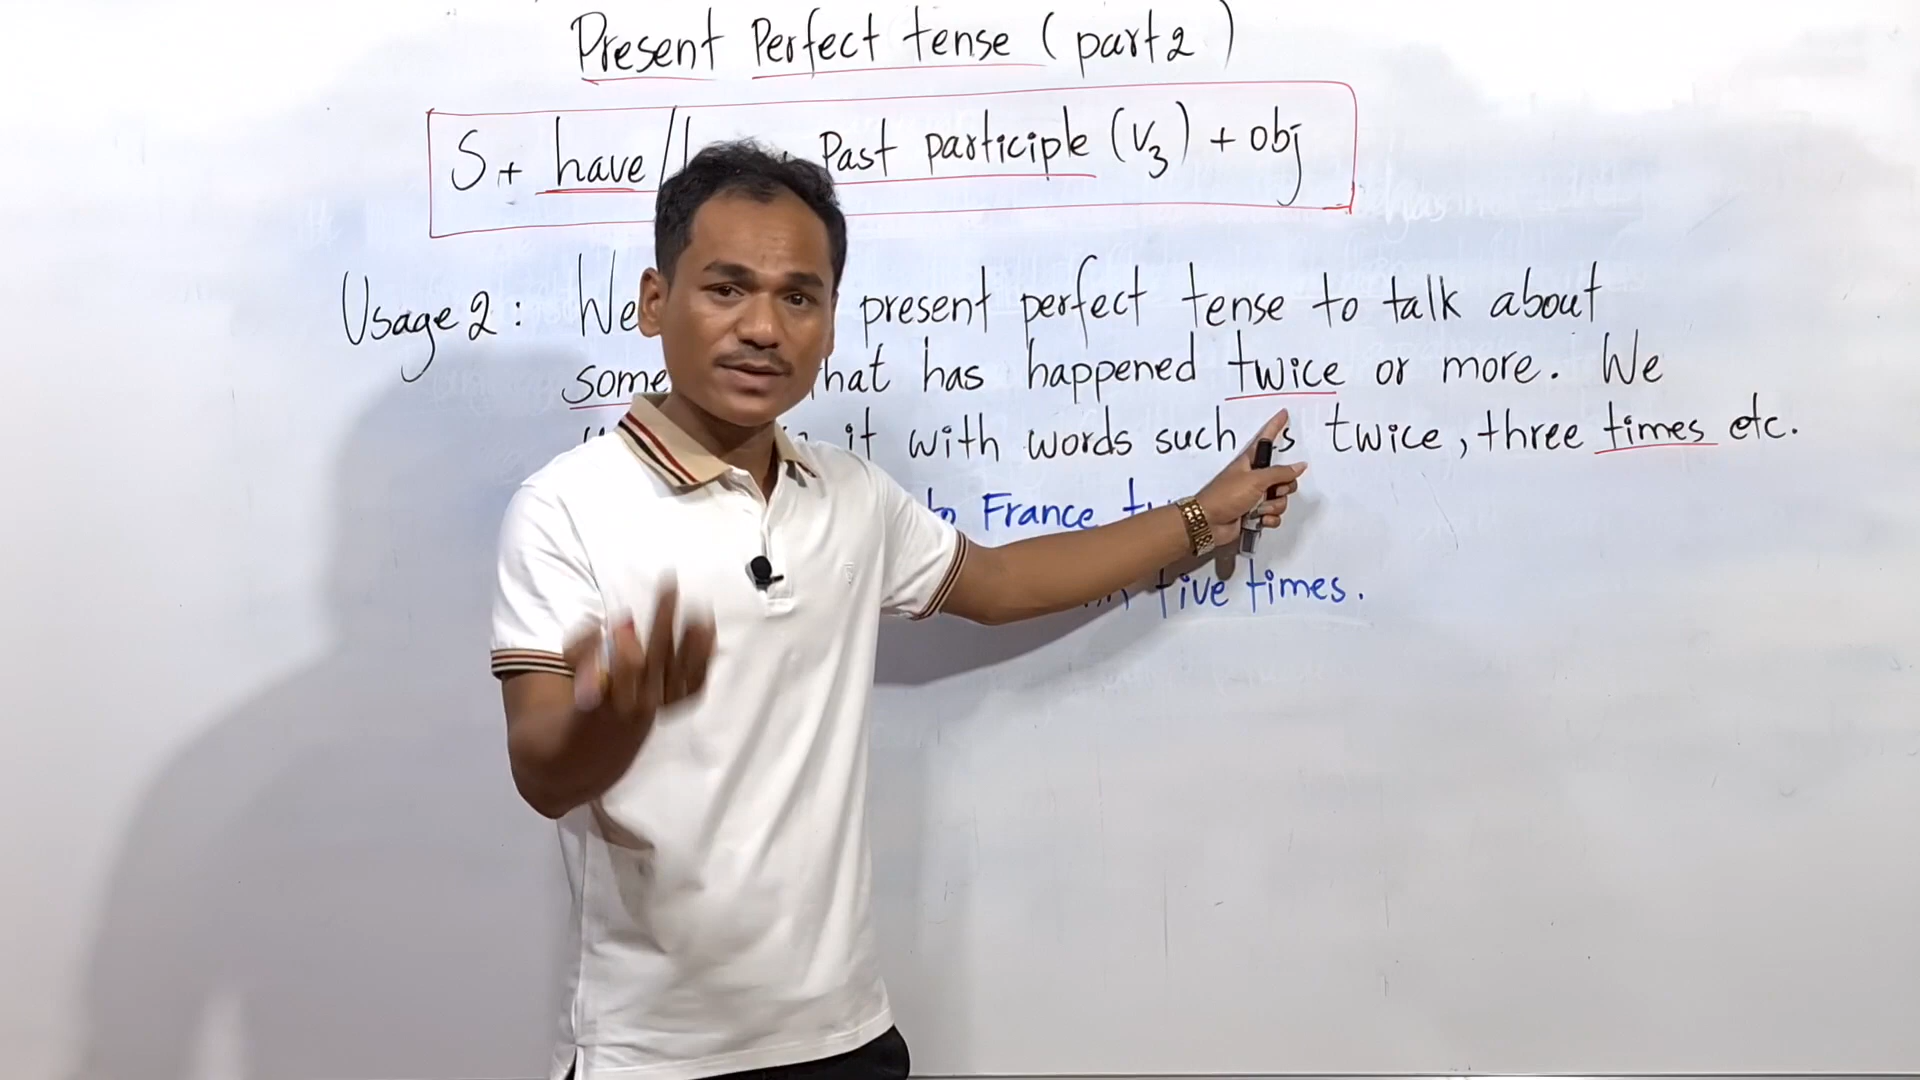 Present Perfect tense (part 2)
S + have / Past participle (V3) + obj
Usage 2 : We present perfect tense to talk about
some hat has happened twice or more. We
it with words such s twice, three times etc.
to France
five times.